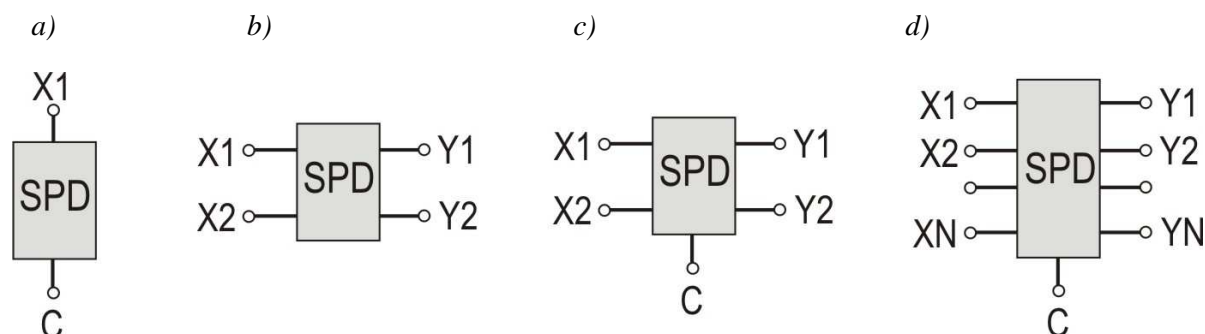 a) b) c) d)
X1
SPD
C
X1 SPD Y1
X2 Y2
X1 SPD Y1
X2 Y2
C
X1 Y1
X2 SPD Y2
XN YN
C